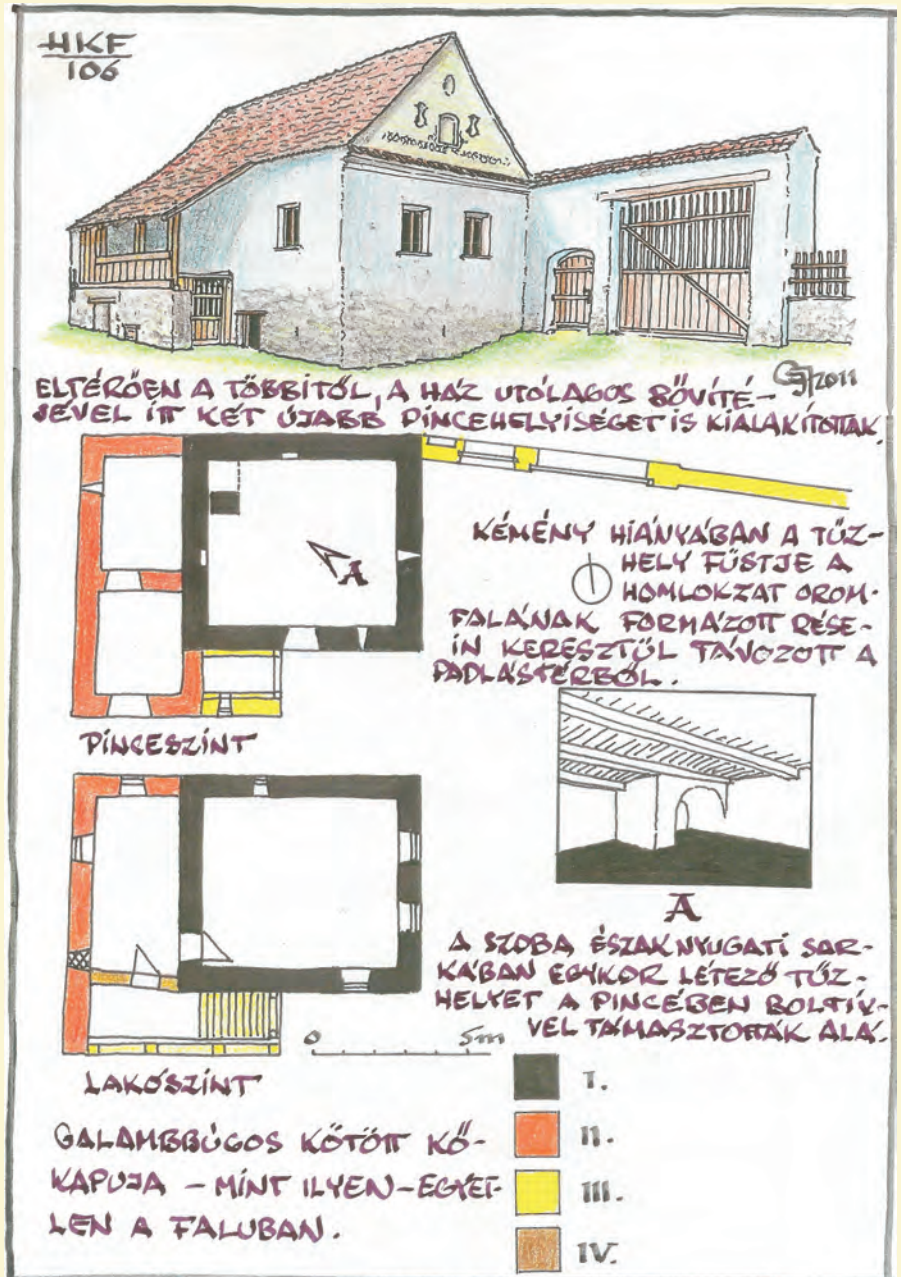 HKF
106
2011
ELTÉRŐEN A TÖBBITŐL, A HÁZ UTÓLAGOS BŐVÍTÉ-
SÉVEL ITT KÉT ÚJABB PINCEHELYISÉGET IS KIALAKÍTOTTAK.
KÉMÉNY HIÁNYÁBAN A TŰZ-
HELY FÜSTJE A
HOMLOKZAT OROM-
FALÁNAK FORMÁZOTT RÉSE-
IN KERESZTÜL TÁVOZOTT A
PADLÁSTÉRBŐL.
A
PINCESZINT
A
A SZOBA ÉSZAKNYUGATI SAR-
KÁBAN EGYKOR LÉTEZŐ TŰZ-
HELYET A PINCÉBEN BOLTÍV-
VEL TÁMASZTOTTÁK ALÁ.
0 5m
LAKÓSZINT
GALAMBBÚGOS KÖTÖTT KŐ-
KAPUJA – MINT ILYEN – EGYET-
LEN A FALUBAN.
I.
II.
III.
IV.